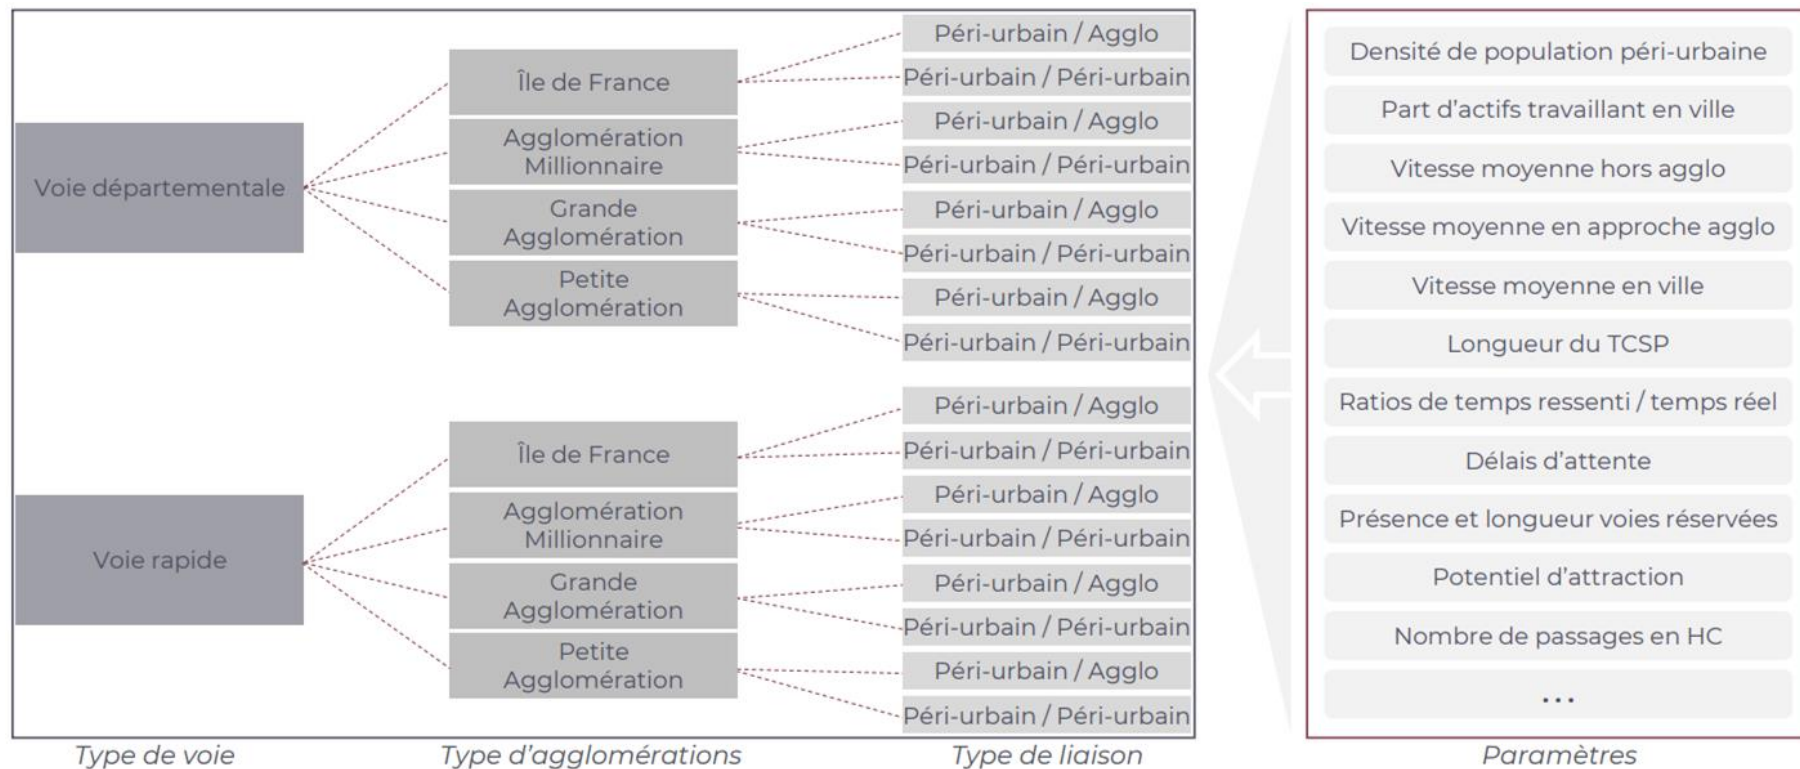 Voie départementale
Île de France
Agglomération
Millionnaire
Grande
Agglomération
Petite
Agglomération
Péri-urbain / Agglo
Péri-urbain / Péri-urbain
Péri-urbain / Agglo
Péri-urbain / Péri-urbain
Péri-urbain / Agglo
Péri-urbain / Péri-urbain
Péri-urbain / Agglo
Péri-urbain / Péri-urbain
Voie rapide
Île de France
Agglomération
Millionnaire
Grande
Agglomération
Petite
Agglomération
Péri-urbain / Agglo
Péri-urbain / Péri-urbain
Péri-urbain / Agglo
Péri-urbain / Péri-urbain
Péri-urbain / Agglo
Péri-urbain / Péri-urbain
Péri-urbain / Agglo
Péri-urbain / Péri-urbain
Densité de population péri-urbaine
Part d'actifs travaillant en ville
Vitesse moyenne hors agglo
Vitesse moyenne en approche agglo
Vitesse moyenne en ville
Longueur du TCSP
Ratios de temps ressenti / temps réel
Délais d'attente
Présence et longueur voies réservées
Potentiel d'attraction
Nombre de passages en HC
...
Type de voie
Type d'agglomérations
Type de liaison
Paramètres